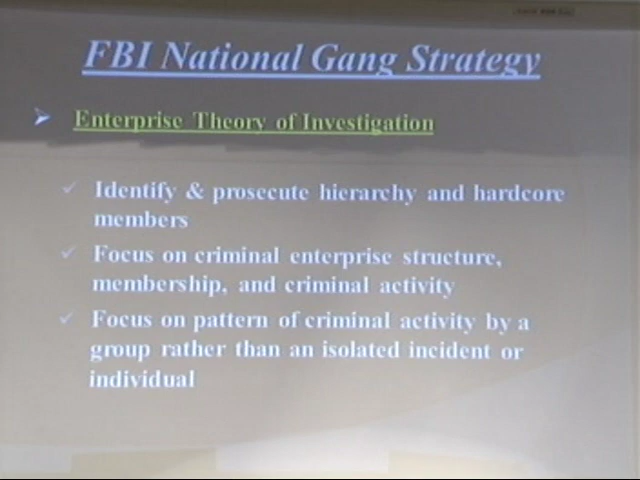 FBI National Gang Strategy
Enterprise Theory of Investigation
Identify & prosecute hierarchy and hardcore
members
Focus on criminal enterprise structure,
membership, and criminal activity
Focus on pattern of criminal activity by a
group rather than an isolated incident or
individual